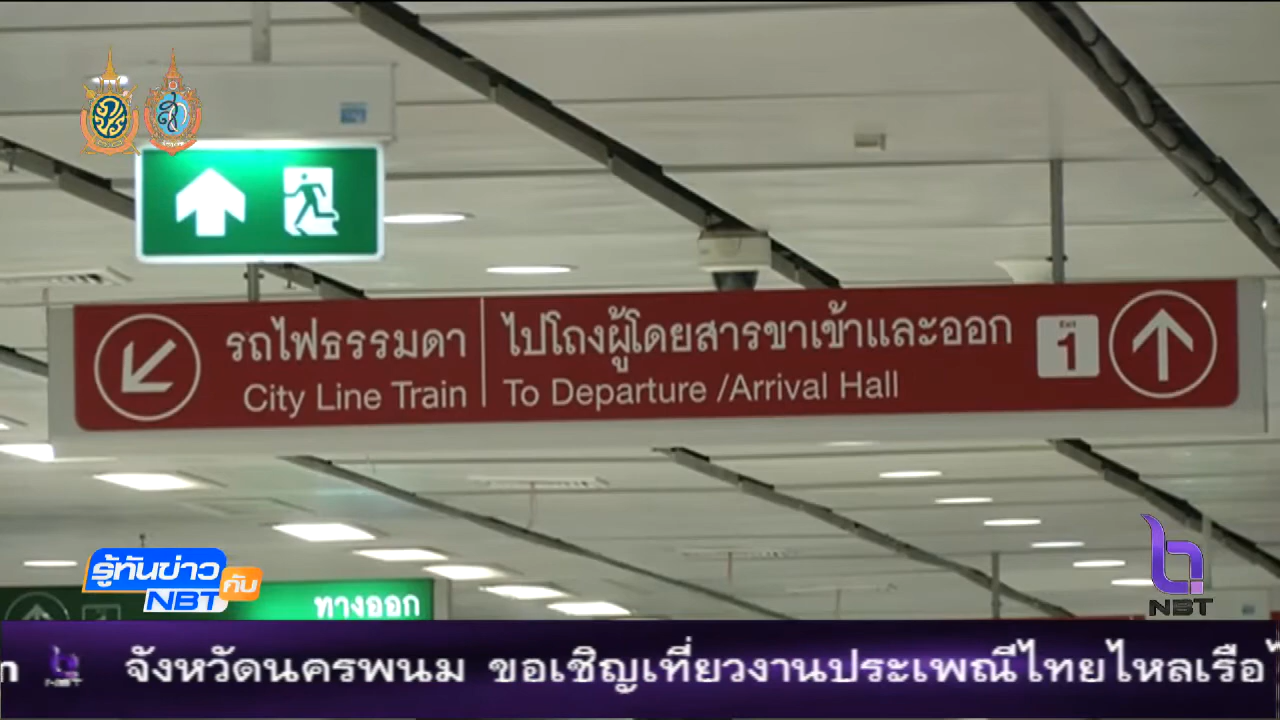 รถไฟธรรมดา
City Line Train
ไปโถงผู้โดยสารขาเข้าและออก
To Departure /Arrival Hall
Exit
1
รู้ทันข่าว
กับ
NBT
ทางออก
NBT
NBT จังหวัดนครพนม ขอเชิญเที่ยวงานประเพณีไทยไหลเรือ